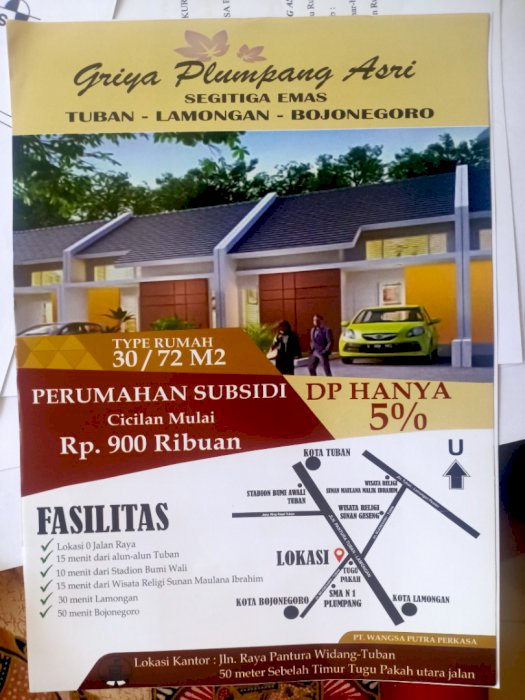 Griya Plumpang Asri
SEGITIGA EMAS
TUBAN - LAMONGAN - BOJONEGORO
TYPE RUMAH
30 / 72 M2
PERUMAHAN SUBSIDI
Cicilan Mulai
Rp. 900 Ribuan
DP HANYA
5%
FASILITAS
Lokasi 0 Jalan Raya
15 menit dari alun-alun Tuban
10 menit dari Stadion Bumi Wali
15 menit dari Wisata Religi Sunan Maulana Ibrahim
30 menit Lamongan
50 menit Bojonegoro
U
KOTA TUBAN
STADION BUMI AWALI
TUBAN
WISATA RELIGI
SUNAN MAULANA MALIK IBRAHIM
WISATA RELIGI
SUNAN GESENG
JLN. PANTURA TUBAN - LAMONGAN
LOKASI
TUGU
PAKAH
SMA N 1
PLUMPANG
KOTA BOJONEGORO
KOTA LAMONGAN
PT. WANGSA PUTRA PERKASA
Lokasi Kantor : Jln. Raya Pantura Widang-Tuban
50 meter Sebelah Timur Tugu Pakah utara jalan